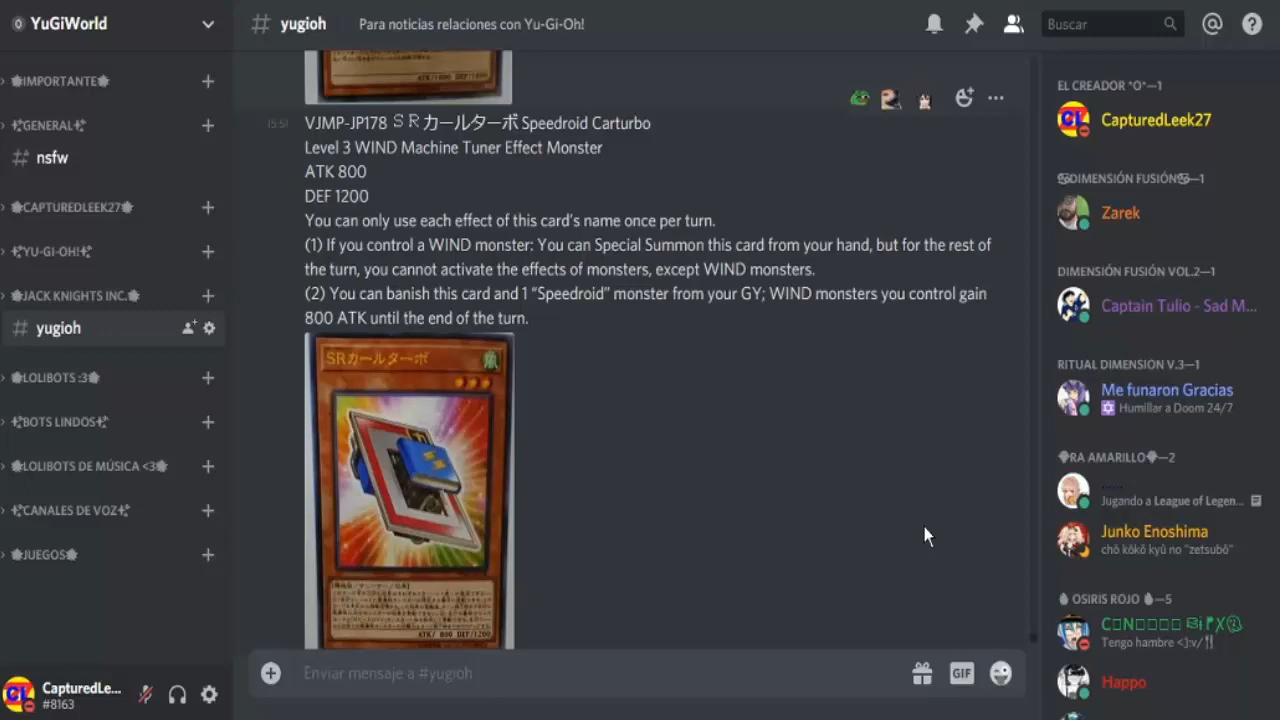 YuGiWorld
IMPORTANTE
GENERAL
nsfw
CAPTUREDLEEK27
YU-GI-OH!
JACK KNIGHTS INC.
yugioh
LOLIBOTS :3
BOTS LINDOS
LOLIBOTS DE MÚSICA <3
CANALES DE VOZ
JUEGOS
CapturedLe...
#8163
# yugioh Para noticias relaciones con Yu-Gi-Oh!
Buscar
ATK/1800 DEF/1000
15:51
VJMP-JP178 ＳＲカールターボ Speedroid Carturbo
Level 3 WIND Machine Tuner Effect Monster
ATK 800
DEF 1200
You can only use each effect of this card's name once per turn.
(1) If you control a WIND monster: You can Special Summon this card from your hand, but for the rest of
the turn, you cannot activate the effects of monsters, except WIND monsters.
(2) You can banish this card and 1 “Speedroid” monster from your GY; WIND monsters you control gain
800 ATK until the end of the turn.
SRカールターボ
風
ATK/ 800 DEF/1200
Enviar mensaje a #yugioh
GIF
EL CREADOR *O*—1
CapturedLeek27
DIMENSIÓN FUSIÓN—1
Zarek
DIMENSIÓN FUSIÓN VOL.2—1
Captain Tulio - Sad M...
RITUAL DIMENSIÓN V.3—1
Me funaron Gracias
Humillar a Doom 24/7
RA AMARILLO—2
......
Jugando a League of Legen...
Junko Enoshima
chō kōkō kyū no "zetsubō"
OSIRIS ROJO—5
Tengo hambre <]:v/
Happo